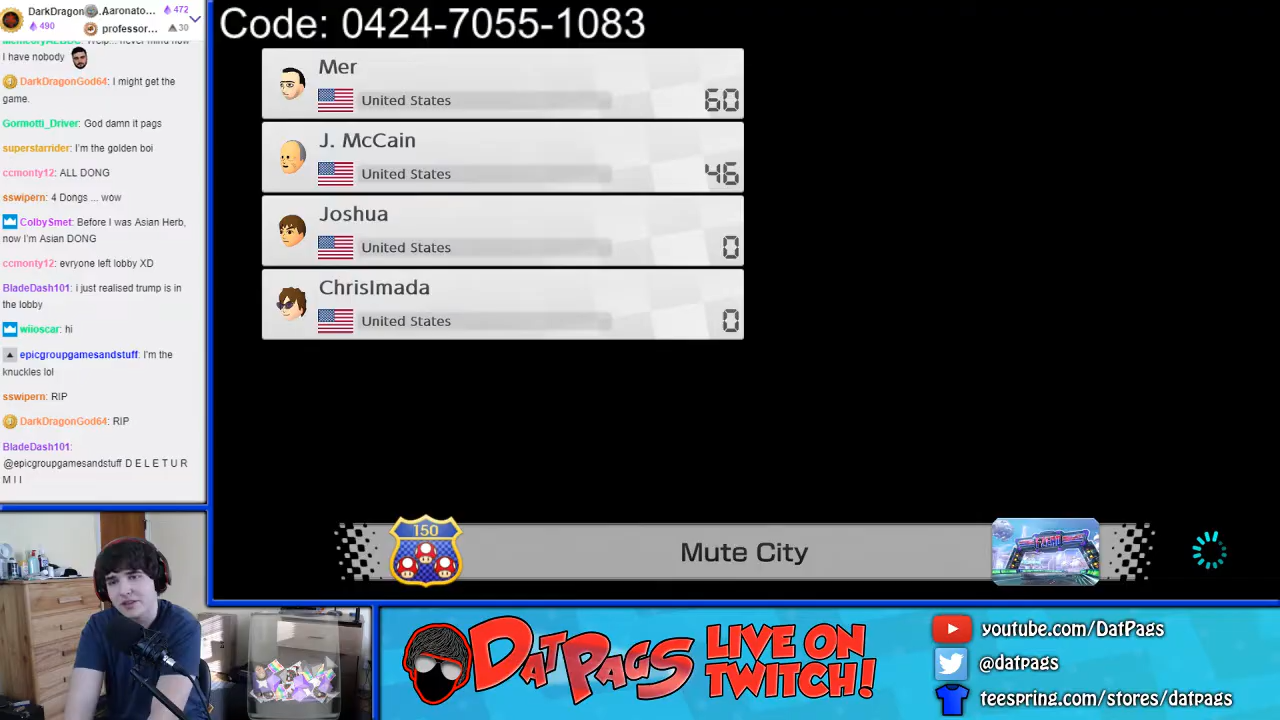 DarkDragon...
490
Aaronato...
472
professor...
30
I have nobody
DarkDragonGod64: I might get the
game.
Gormotti_Driver: God damn it pags
superstarrider: I'm the golden boi
ccmonty12: ALL DONG
sswipern: 4 Dongs ... wow
ColbySmet: Before I was Asian Herb,
now I'm Asian DONG
ccmonty12: evryone left lobby XD
BladeDash101: i just realised trump is in
the lobby
wiioscar: hi
epicgroupgamesandstuff: I'm the
knuckles lol
sswipern: RIP
DarkDragonGod64: RIP
BladeDash101:
@epicgroupgamesandstuff D E L E T U R
M I I
Code: 0424-7055-1083
Mer
United States
60
J. McCain
United States
46
Joshua
United States
0
ChrisImada
United States
0
150
Mute City
DATPAGS
LIVE ON
TWITCH!
youtube.com/DatPags
@datpags
teespring.com/stores/datpags